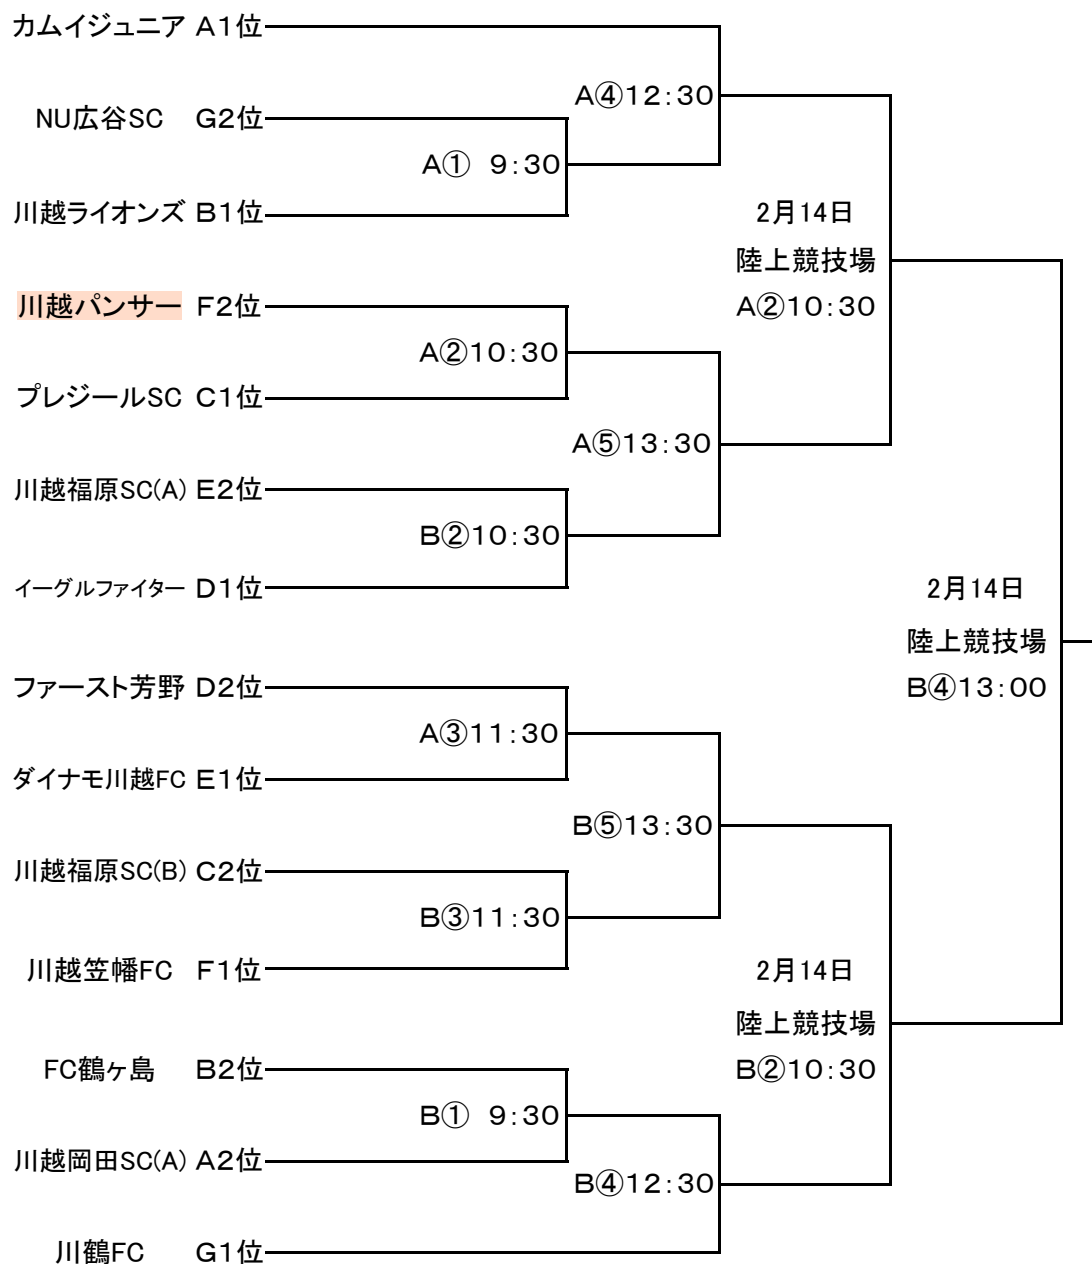 カムイジュニア A1位
A④12:30
NU広谷SC G2位
A① 9:30
川越ライオンズ B1位
2月14日
陸上競技場
A②10:30
川越パンサー F2位
A②10:30
プレジールSC C1位
A⑤13:30
川越福原SC(A) E2位
B②10:30
イーグルファイター D1位
2月14日
陸上競技場
B④13:00
ファースト芳野 D2位
A③11:30
ダイナモ川越FC E1位
B⑤13:30
川越福原SC(B) C2位
B③11:30
川越笠幡FC F1位
2月14日
陸上競技場
B②10:30
FC鶴ヶ島 B2位
B① 9:30
川越岡田SC(A) A2位
B④12:30
川鶴FC G1位